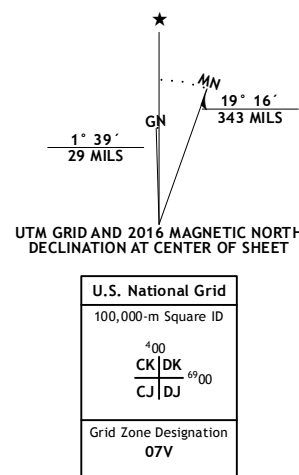 ★
MN
GN
19° 16´
343 MILS
1° 39´
29 MILS
UTM GRID AND 2016 MAGNETIC NORTH
DECLINATION AT CENTER OF SHEET
U.S. National Grid
100,000-m Square ID
⁴00
CK DK
⁶⁹00
CJ DJ
Grid Zone Designation
07V